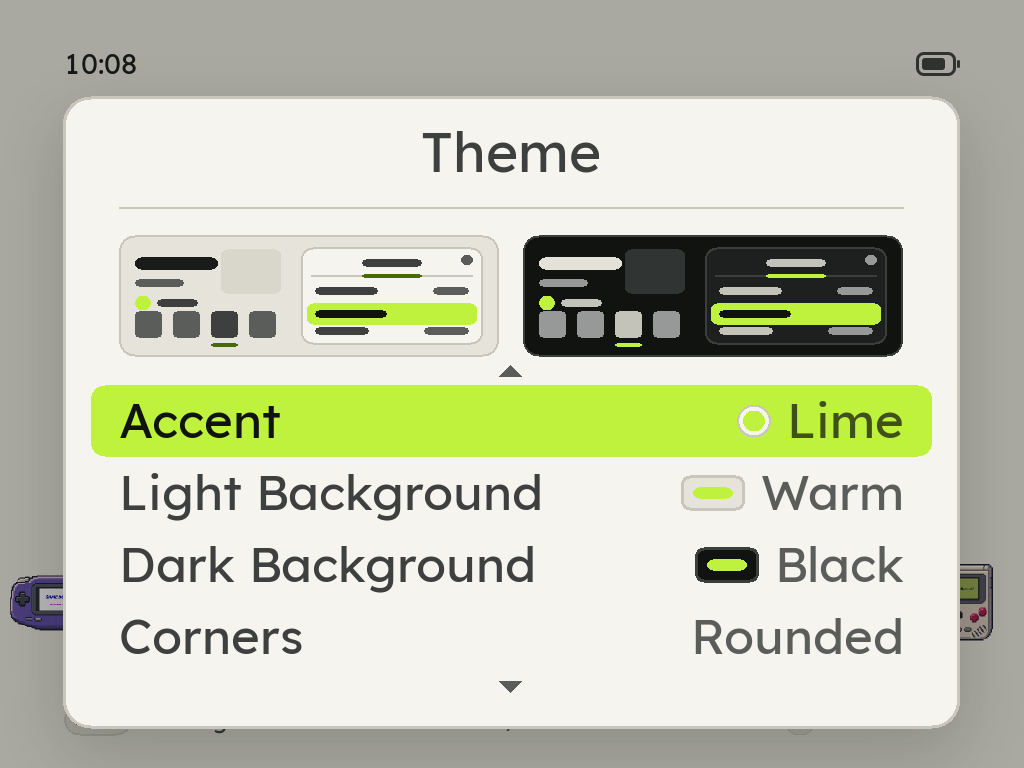 10:08
Theme
Accent Lime
Light Background Warm
Dark Background Black
Corners Rounded